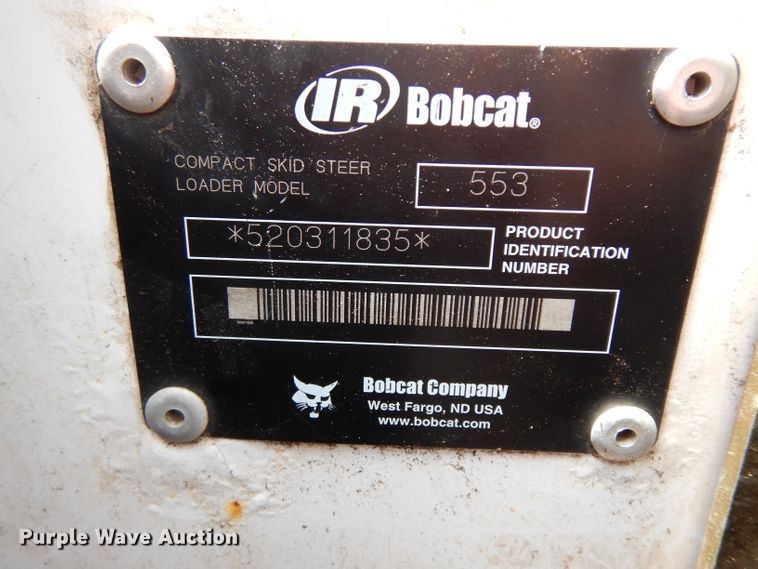 IR Bobcat®
COMPACT SKID STEER
LOADER MODEL
553
*520311835*
PRODUCT
IDENTIFICATION
NUMBER
Bobcat Company
West Fargo, ND USA
www.bobcat.com
Purple Wave Auction